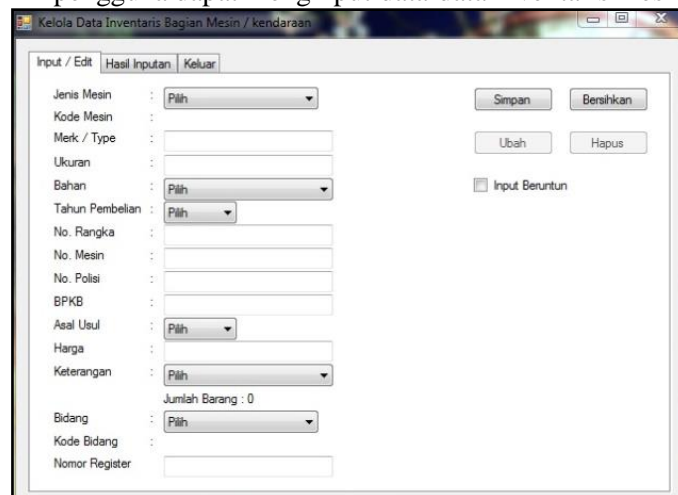 Kelola Data Inventaris Bagian Mesin / kendaraan
Input / Edit Hasil Inputan Keluar
Jenis Mesin : Pilih Simpan Bersihkan
Kode Mesin :
Merk / Type : Ubah Hapus
Ukuran :
Bahan : Pilih Input Beruntun
Tahun Pembelian : Pilih
No. Rangka :
No. Mesin :
No. Polisi :
BPKB :
Asal Usul : Pilih
Harga :
Keterangan : Pilih
Jumlah Barang : 0
Bidang : Pilih
Kode Bidang :
Nomor Register